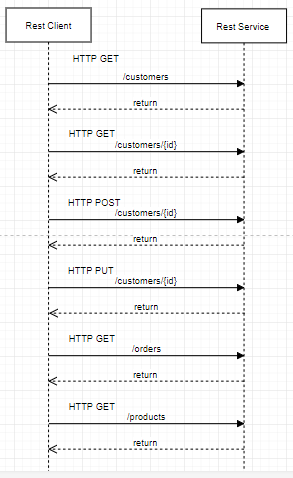 Rest Client
Rest Service
HTTP GET
/customers
return
HTTP GET
/customers/{id}
return
HTTP POST
/customers/{id}
return
HTTP PUT
/customers/{id}
return
HTTP GET
/orders
return
HTTP GET
/products
return